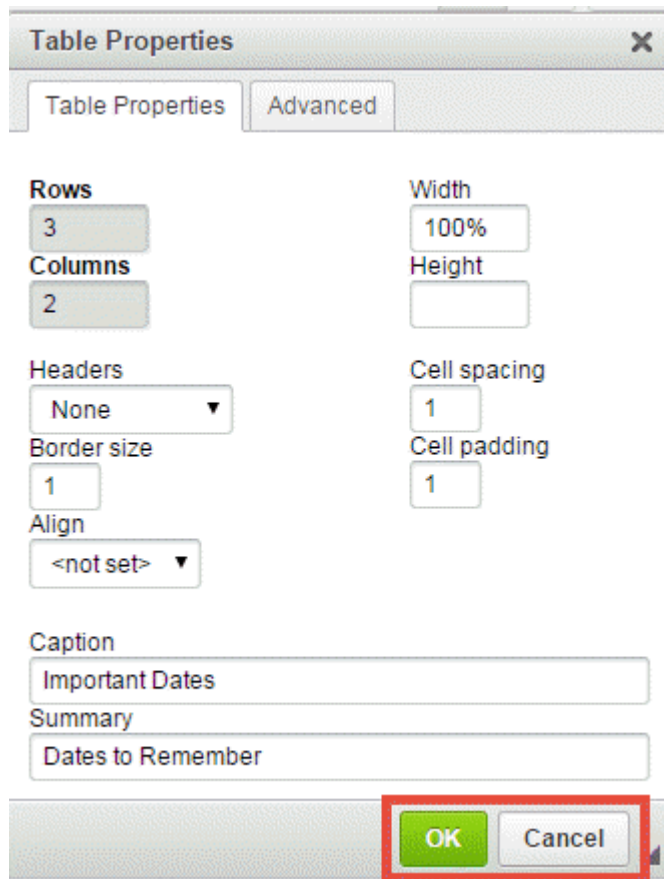 Table Properties
Table Properties Advanced
Rows Width
3 100%
Columns Height
2
Headers Cell spacing
None 1
Border size Cell padding
1 1
Align
<not set>
Caption
Important Dates
Summary
Dates to Remember
OK Cancel